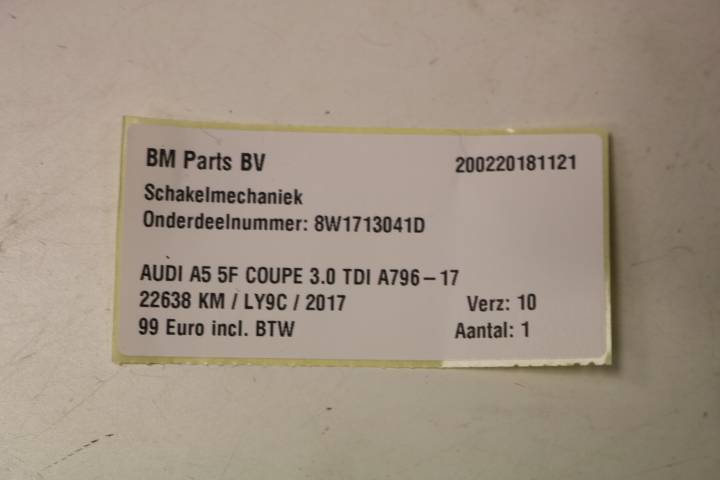 BM Parts BV 200220181121
Schakelmechaniek
Onderdeelnummer: 8W1713041D
AUDI A5 5F COUPE 3.0 TDI A796-17
22638 KM / LY9C / 2017 Verz: 10
99 Euro incl. BTW Aantal: 1